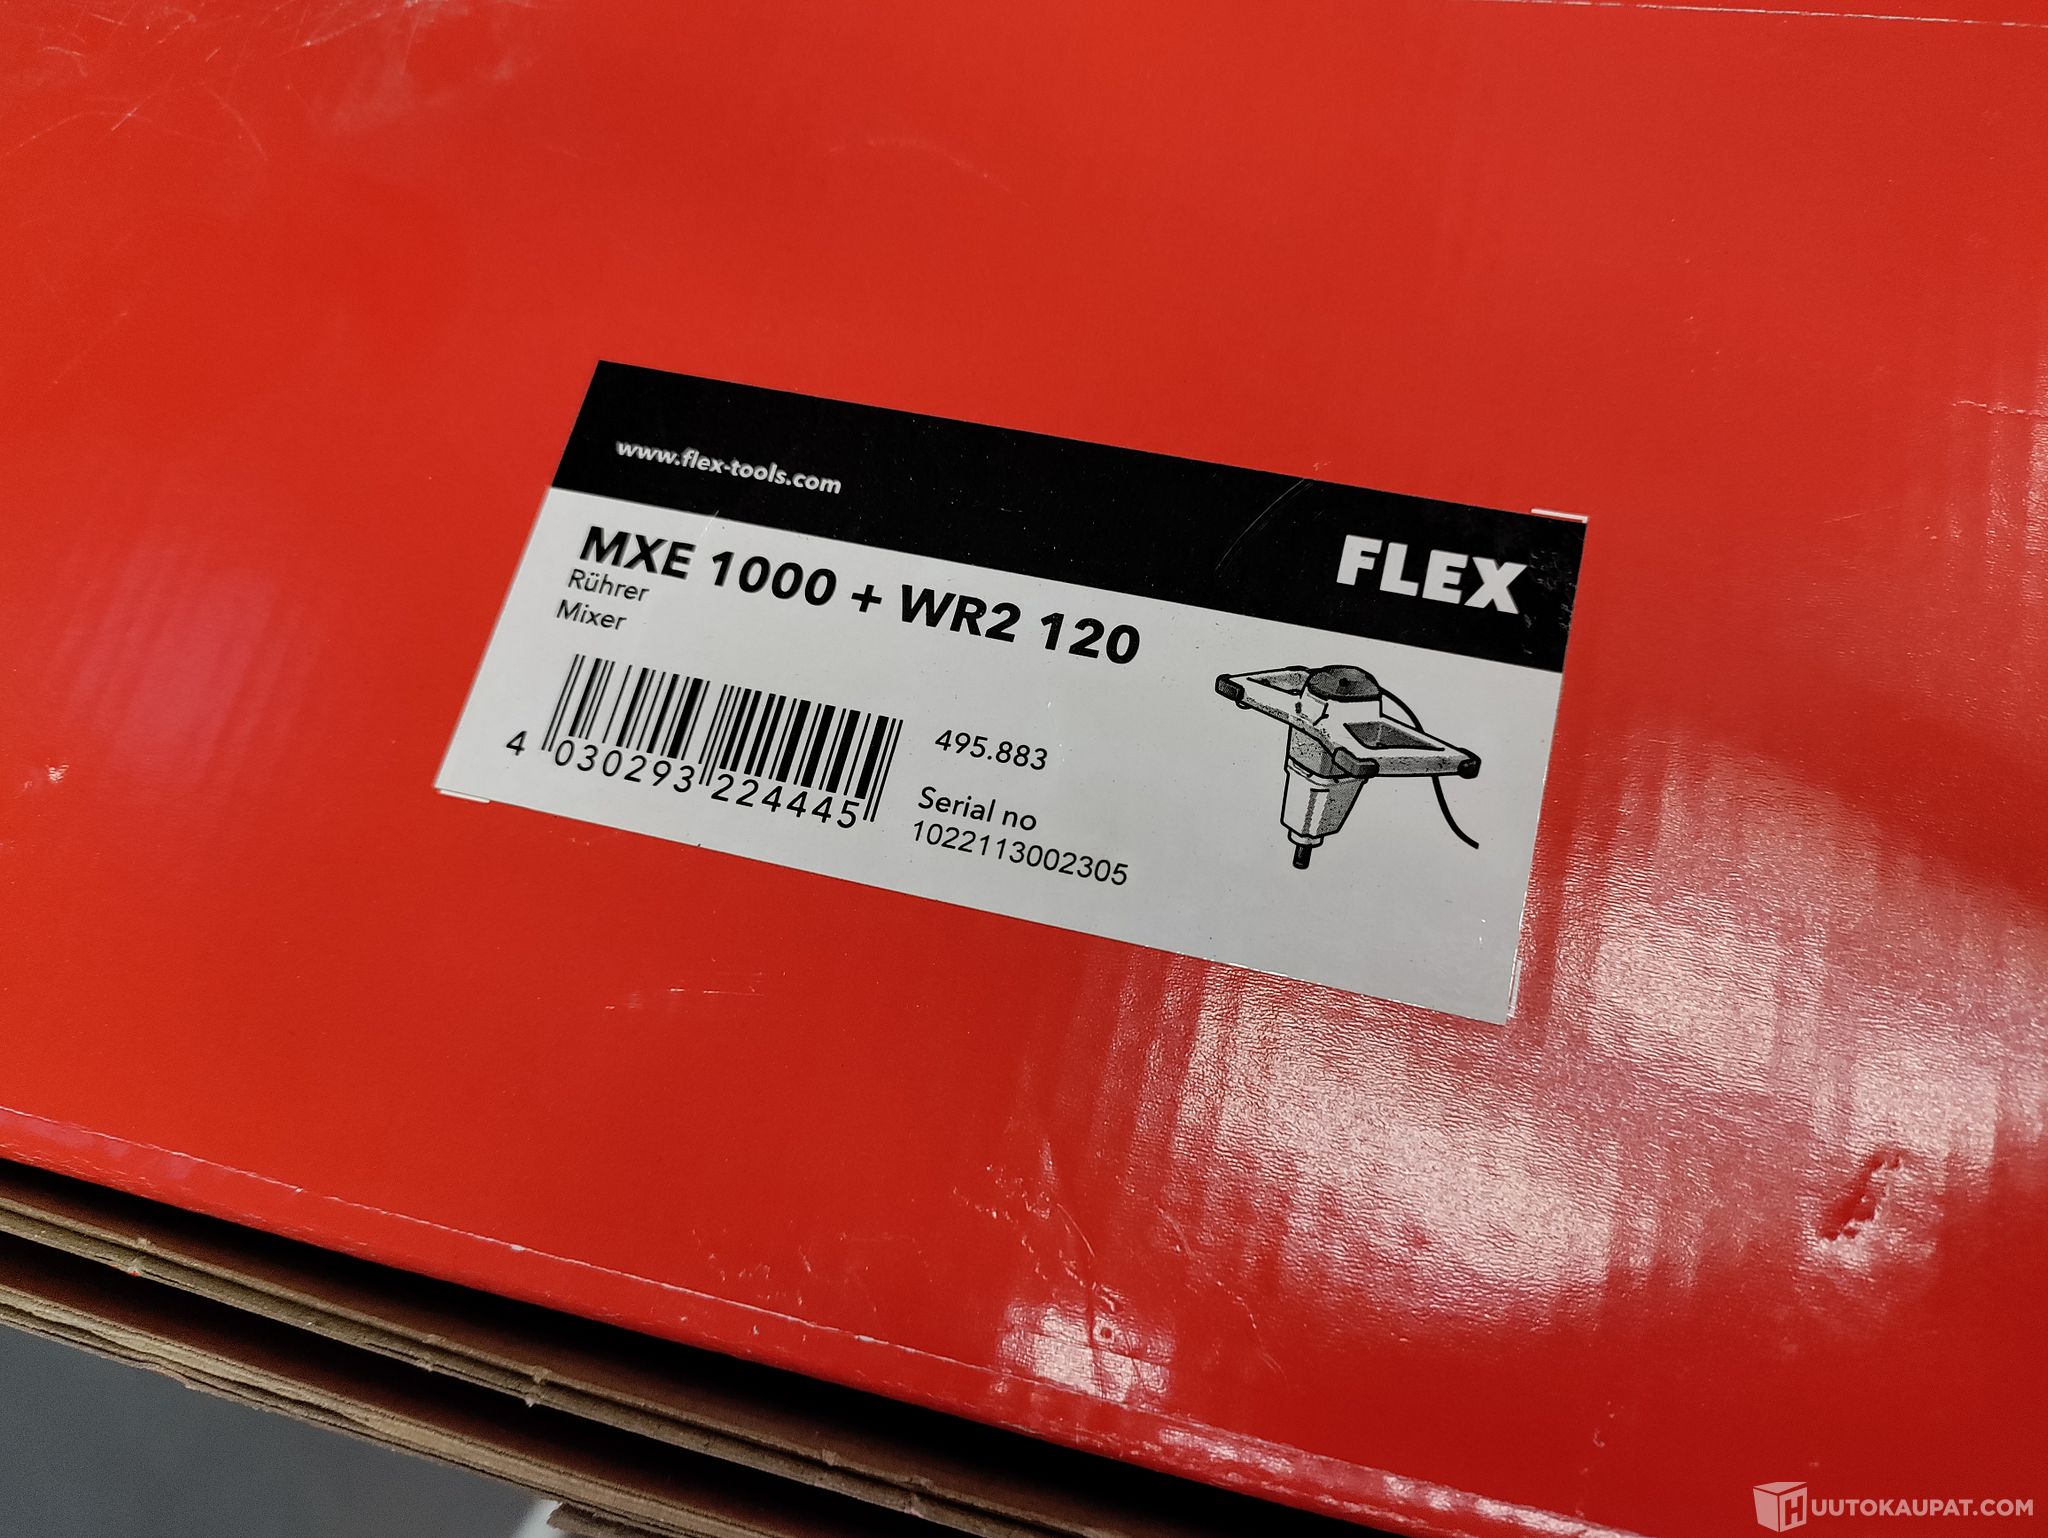 www.flex-tools.com
FLEX
MXE 1000 + WR2 120
Rührer
Mixer
4 030293 224445
495.883
Serial no
1022113002305
HUUTOKAUPAT.COM